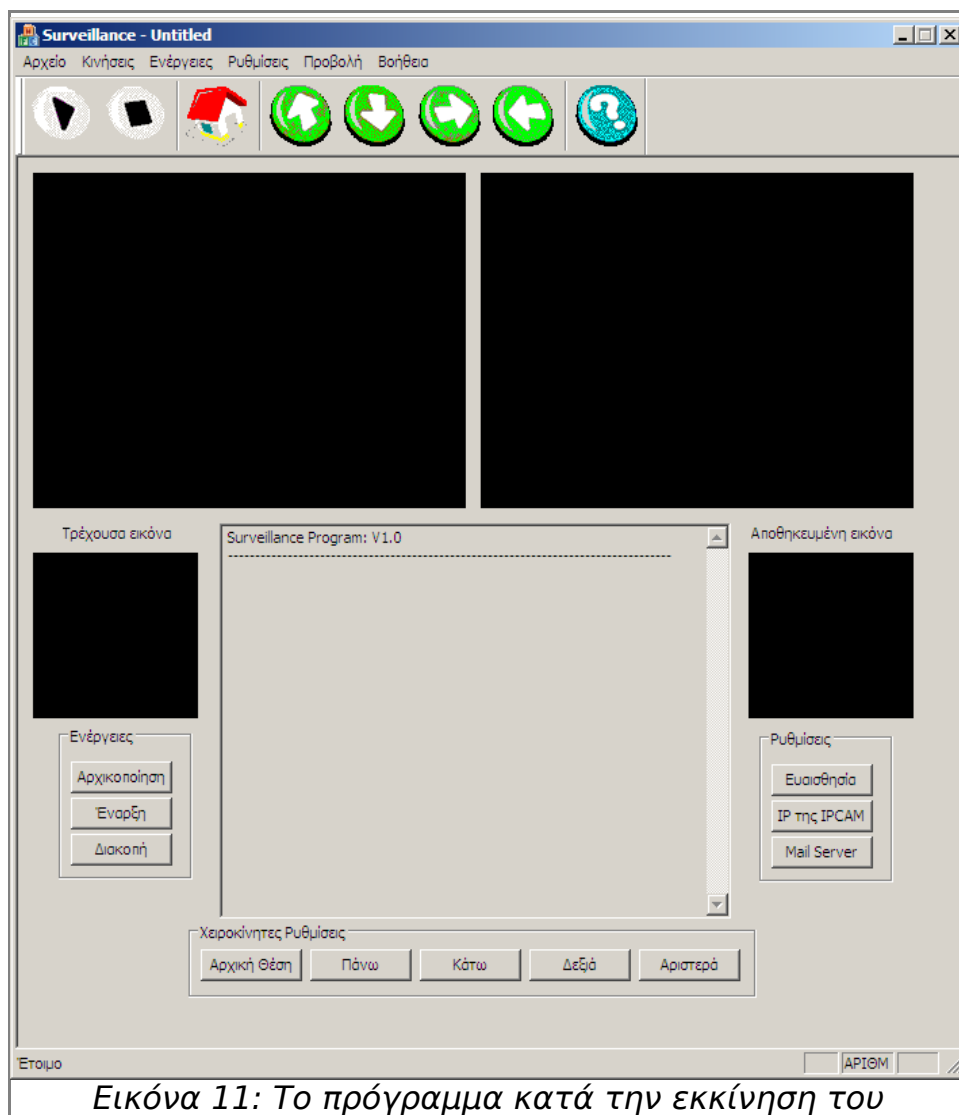 Surveillance - Untitled
Αρχείο Κινήσεις Ενέργειες Ρυθμίσεις Προβολή Βοήθεια
Τρέχουσα εικόνα
Surveillance Program: V1.0
--------------------------------------------------------------------------------
Αποθηκευμένη εικόνα
Ενέργειες
Αρχικοποίηση
Έναρξη
Διακοπή
Ρυθμίσεις
Ευαισθησία
IP της IPCAM
Mail Server
Χειροκίνητες Ρυθμίσεις
Αρχική Θέση Πάνω Κάτω Δεξιά Αριστερά
Έτοιμο ΑΡΙΘΜ
Εικόνα 11: Το πρόγραμμα κατά την εκκίνηση του